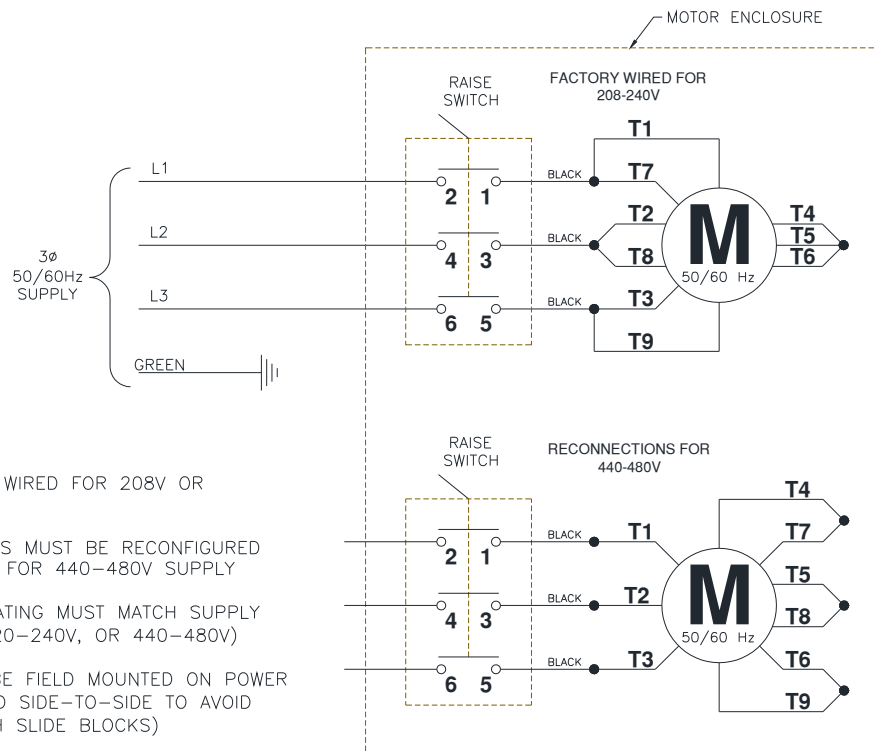 MOTOR ENCLOSURE
RAISE
SWITCH
FACTORY WIRED FOR
208-240V
T1
L1
BLACK
T7
2 1
T2
L2
BLACK
4 3
T8
M
50/60 Hz
T4
T5
T6
3ø
50/60Hz
SUPPLY
L3
BLACK
T3
6 5
T9
GREEN
RAISE
SWITCH
RECONNECTIONS FOR
440-480V
WIRED FOR 208V OR
S MUST BE RECONFIGURED
FOR 440-480V SUPPLY
ATING MUST MATCH SUPPLY
20-240V, OR 440-480V)
BE FIELD MOUNTED ON POWER
D SIDE-TO-SIDE TO AVOID
H SLIDE BLOCKS)
T4
BLACK
T1
T7
2 1
T5
BLACK
T2
4 3
M
50/60 Hz
T8
BLACK
T3
T6
6 5
T9